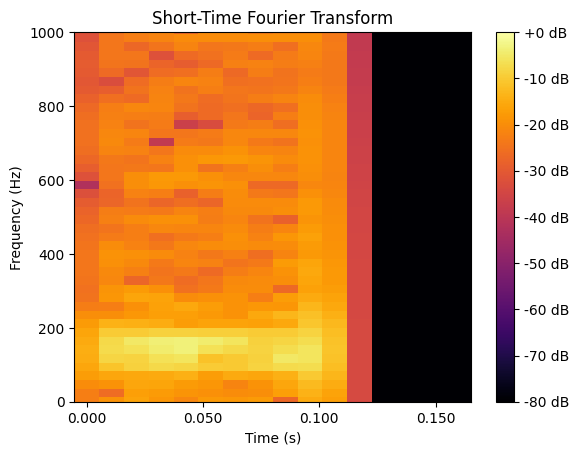 Short-Time Fourier Transform
1000
800
600
400
200
0
Frequency (Hz)
0.000
0.050
0.100
0.150
Time (s)
+0 dB
-10 dB
-20 dB
-30 dB
-40 dB
-50 dB
-60 dB
-70 dB
-80 dB